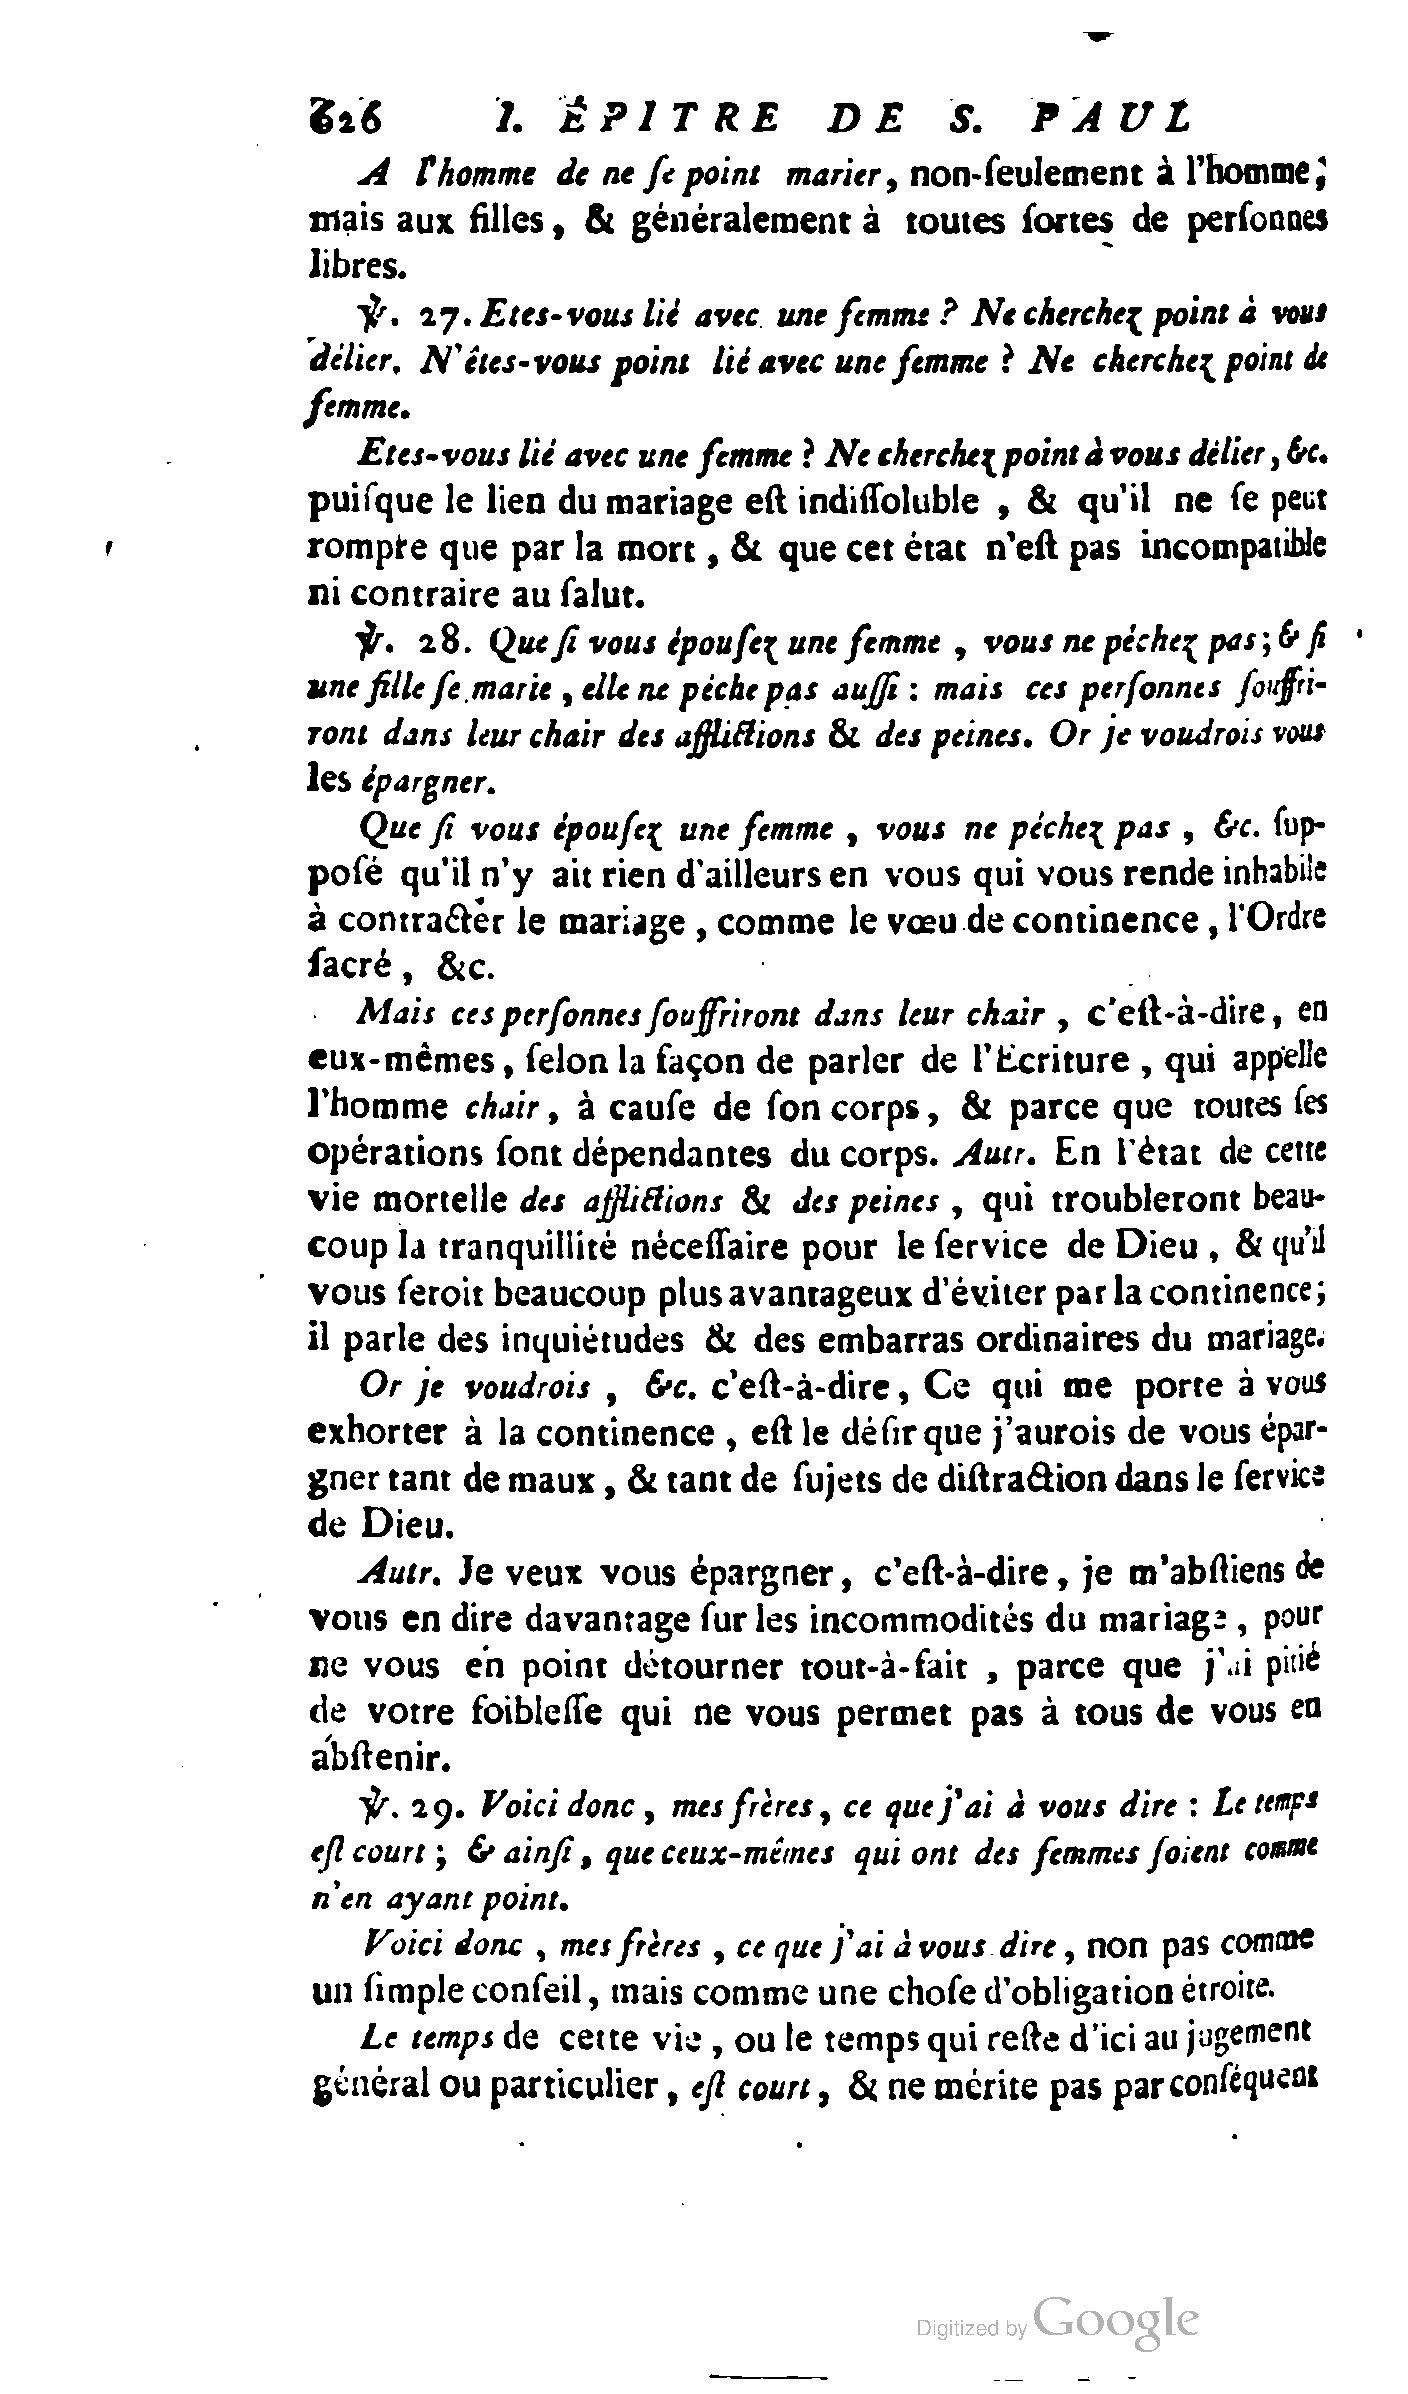 626 I. ÉPITRE DE S. PAUL
A l'homme de ne ſe point marier, non-ſeulement à l'homme;
mais aux filles, & généralement à toutes ſortes de perſonnes
libres.
℣. 27. Etes-vous lié avec une femme ? Ne cherchez point à vous
délier. N'êtes-vous point lié avec une femme ? Ne cherchez point de
femme.
Etes-vous lié avec une femme ? Ne cherchez point à vous délier, &c.
puiſque le lien du mariage eſt indiſſoluble, & qu'il ne ſe peut
rompre que par la mort, & que cet état n'eſt pas incompatible
ni contraire au ſalut.
℣. 28. Que ſi vous épouſez une femme, vous ne péchez pas; & ſi
une fille ſe marie, elle ne péche pas auſſi : mais ces perſonnes ſouffri-
ront dans leur chair des afflictions & des peines. Or je voudrois vous
les épargner.
Que ſi vous épouſez une femme, vous ne péchez pas, &c. ſup-
poſé qu'il n'y ait rien d'ailleurs en vous qui vous rende inhabile
à contracter le mariage, comme le vœu de continence, l'Ordre
ſacré, &c.
Mais ces perſonnes ſouffriront dans leur chair, c'eſt-à-dire, en
eux-mêmes, ſelon la façon de parler de l'Ecriture, qui appelle
l'homme chair, à cauſe de ſon corps, & parce que toutes ſes
opérations ſont dépendantes du corps. Autr. En l'état de cette
vie mortelle des afflictions & des peines, qui troubleront beau-
coup la tranquillité néceſſaire pour le ſervice de Dieu, & qu'il
vous ſeroit beaucoup plus avantageux d'éviter par la continence;
il parle des inquiétudes & des embarras ordinaires du mariage.
Or je voudrois, &c. c'eſt-à-dire, Ce qui me porte à vous
exhorter à la continence, eſt le déſir que j'aurois de vous épar-
gner tant de maux, & tant de ſujets de diſtraction dans le ſervice
de Dieu.
Autr. Je veux vous épargner, c'eſt-à-dire, je m'abſtiens de
vous en dire davantage ſur les incommodités du mariage, pour
ne vous en point détourner tout-à-fait, parce que j'ai pitié
de votre foibleſſe qui ne vous permet pas à tous de vous en
abſtenir.
℣. 29. Voici donc, mes frères, ce que j'ai à vous dire : Le temps
eſt court; & ainſi, que ceux-mêmes qui ont des femmes ſoient comme
n'en ayant point.
Voici donc, mes frères, ce que j'ai à vous dire, non pas comme
un ſimple conſeil, mais comme une choſe d'obligation étroite.
Le temps de cette vie, ou le temps qui reſte d'ici au jugement
général ou particulier, eſt court, & ne mérite pas par conſéquent
Digitized by Google